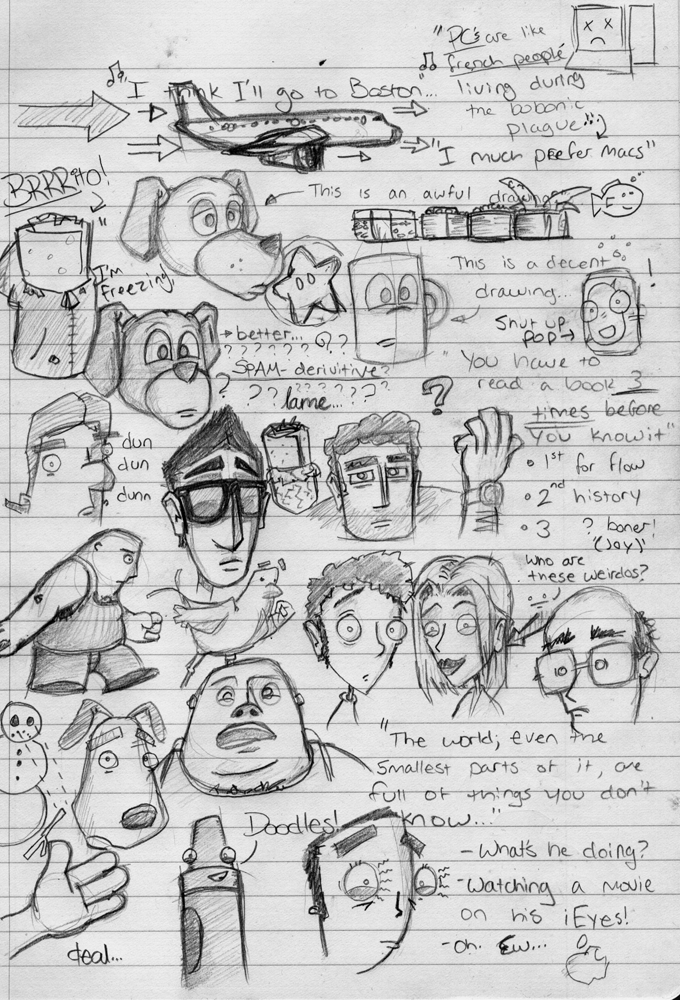 "PC's are like
french people
living during
the bubonic
plague"
"I think I'll go to Boston..."
"I much prefer macs"
BRRRito!
This is an awful drawing
"I'm
freezing"
This is a decent
drawing...
!
Shut up,
POP
better...
? ? ? ? ? ? ? ? ?
SPAM- derivitive?
? ? lame... ? ? ?
?
"You have to
read a book 3
times before
you know it"
• 1st for flow
• 2nd history
• 3 ? boner!
(Joy)
dun
dun
dunn
who are
these weirdos?
"The world; even the
smallest parts of it, are
full of things you don't
know..."
Doodles!
-What's he doing?
-Watching a movie
on his iEyes!
-oh. Ew...
deal...